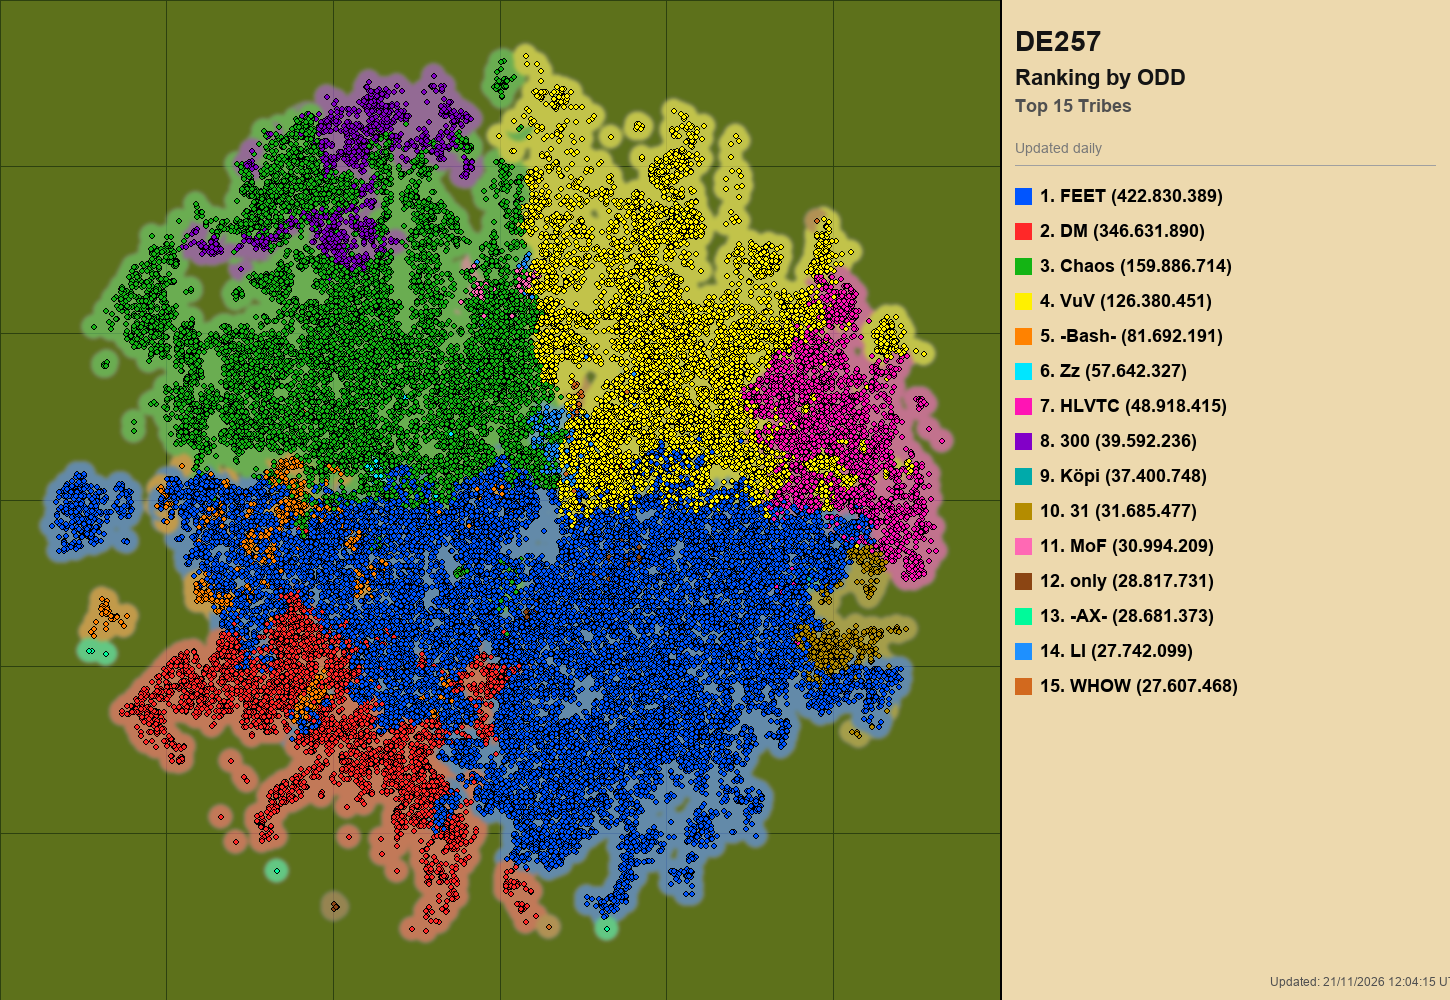 DE257
Ranking by ODD
Top 15 Tribes
Updated daily
1. FEET (422.830.389)
2. DM (346.631.890)
3. Chaos (159.886.714)
4. VuV (126.380.451)
5. -Bash- (81.692.191)
6. Zz (57.642.327)
7. HLVTC (48.918.415)
8. 300 (39.592.236)
9. Köpi (37.400.748)
10. 31 (31.685.477)
11. MoF (30.994.209)
12. only (28.817.731)
13. -AX- (28.681.373)
14. LI (27.742.099)
15. WHOW (27.607.468)
Updated: 21/11/2026 12:04:15 U